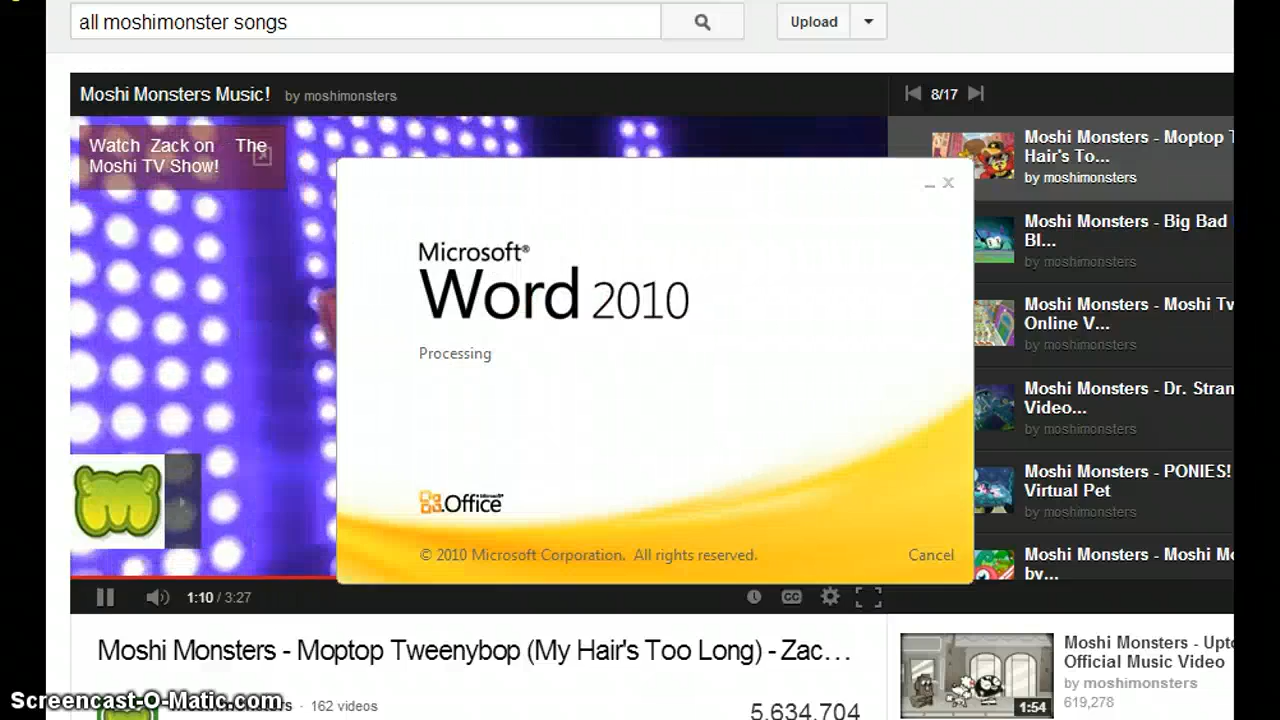 all moshimonster songs
Upload
Moshi Monsters Music! by moshimonsters
8/17
Watch Zack on The
Moshi TV Show!
Microsoft®
Word 2010
Processing
Office
© 2010 Microsoft Corporation. All rights reserved.
Cancel
Moshi Monsters - Moptop T
Hair's To...
by moshimonsters
Moshi Monsters - Big Bad
Bl...
by moshimonsters
Moshi Monsters - Moshi Tv
Online V...
by moshimonsters
Moshi Monsters - Dr. Stran
Video...
by moshimonsters
Moshi Monsters - PONIES!
Virtual Pet
by moshimonsters
Moshi Monsters - Moshi Mo
by...
1:10 / 3:27
CC
Moshi Monsters - Moptop Tweenybop (My Hair's Too Long) - Zac...
· 162 videos
5,634,704
Moshi Monsters - Upto
Official Music Video
by moshimonsters
619,278
1:54
Screencast-O-Matic.com